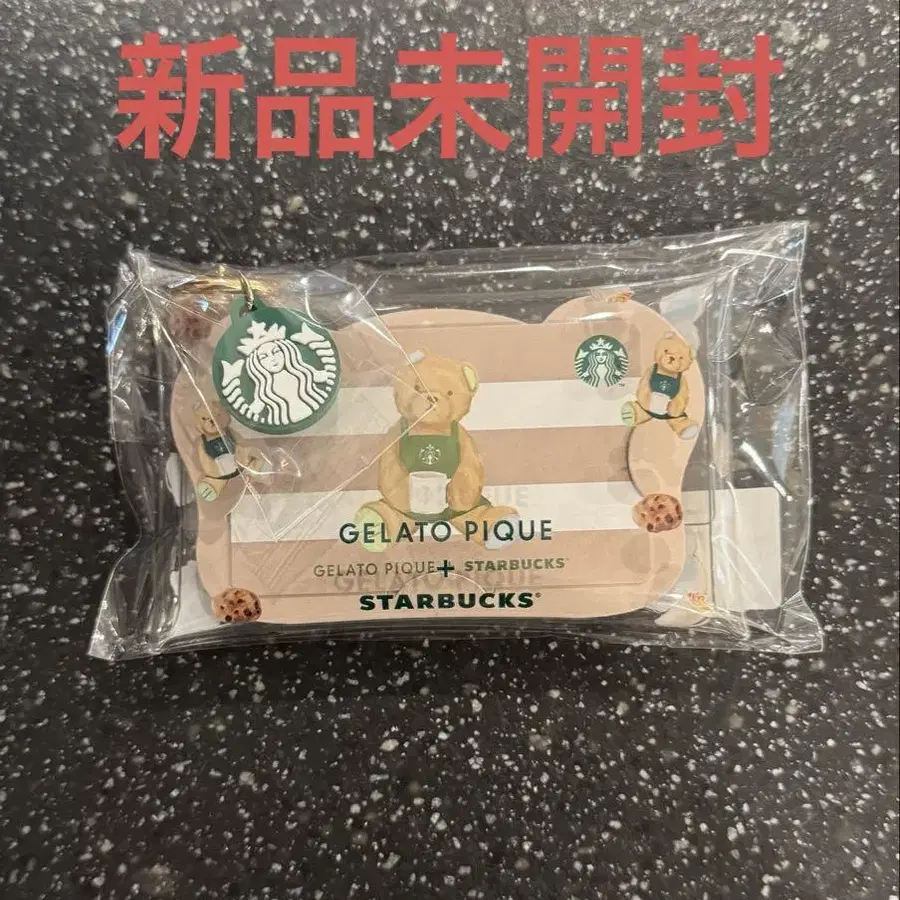 新品未開封
GELATO PIQUE
GELATO PIQUE+ STARBUCKS
STARBUCKS®